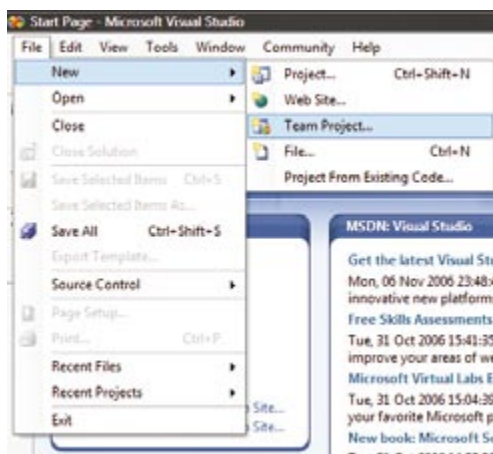 Start Page - Microsoft Visual Studio
File Edit View Tools Window Community Help
New
Open
Close
Close Solution
Save Selected Items Ctrl+S
Save Selected Items As...
Save All Ctrl+Shift+S
Export Template...
Source Control
Page Setup...
Print... Ctrl+P
Recent Files
Recent Projects
Exit
Project... Ctrl+Shift+N
Web Site...
Team Project...
File... Ctrl+N
Project From Existing Code...
Site...
Site...
MSDN: Visual Studio
Get the latest Visual
Mon, 06 Nov 2006 23:48:
innovative new platform
Free Skills Assessments
Tue, 31 Oct 2006 15:41:35
improve your areas of
Microsoft Virtual Labs
Tue, 31 Oct 2006 15:04:39
your favorite Microsoft
New book: Microsoft